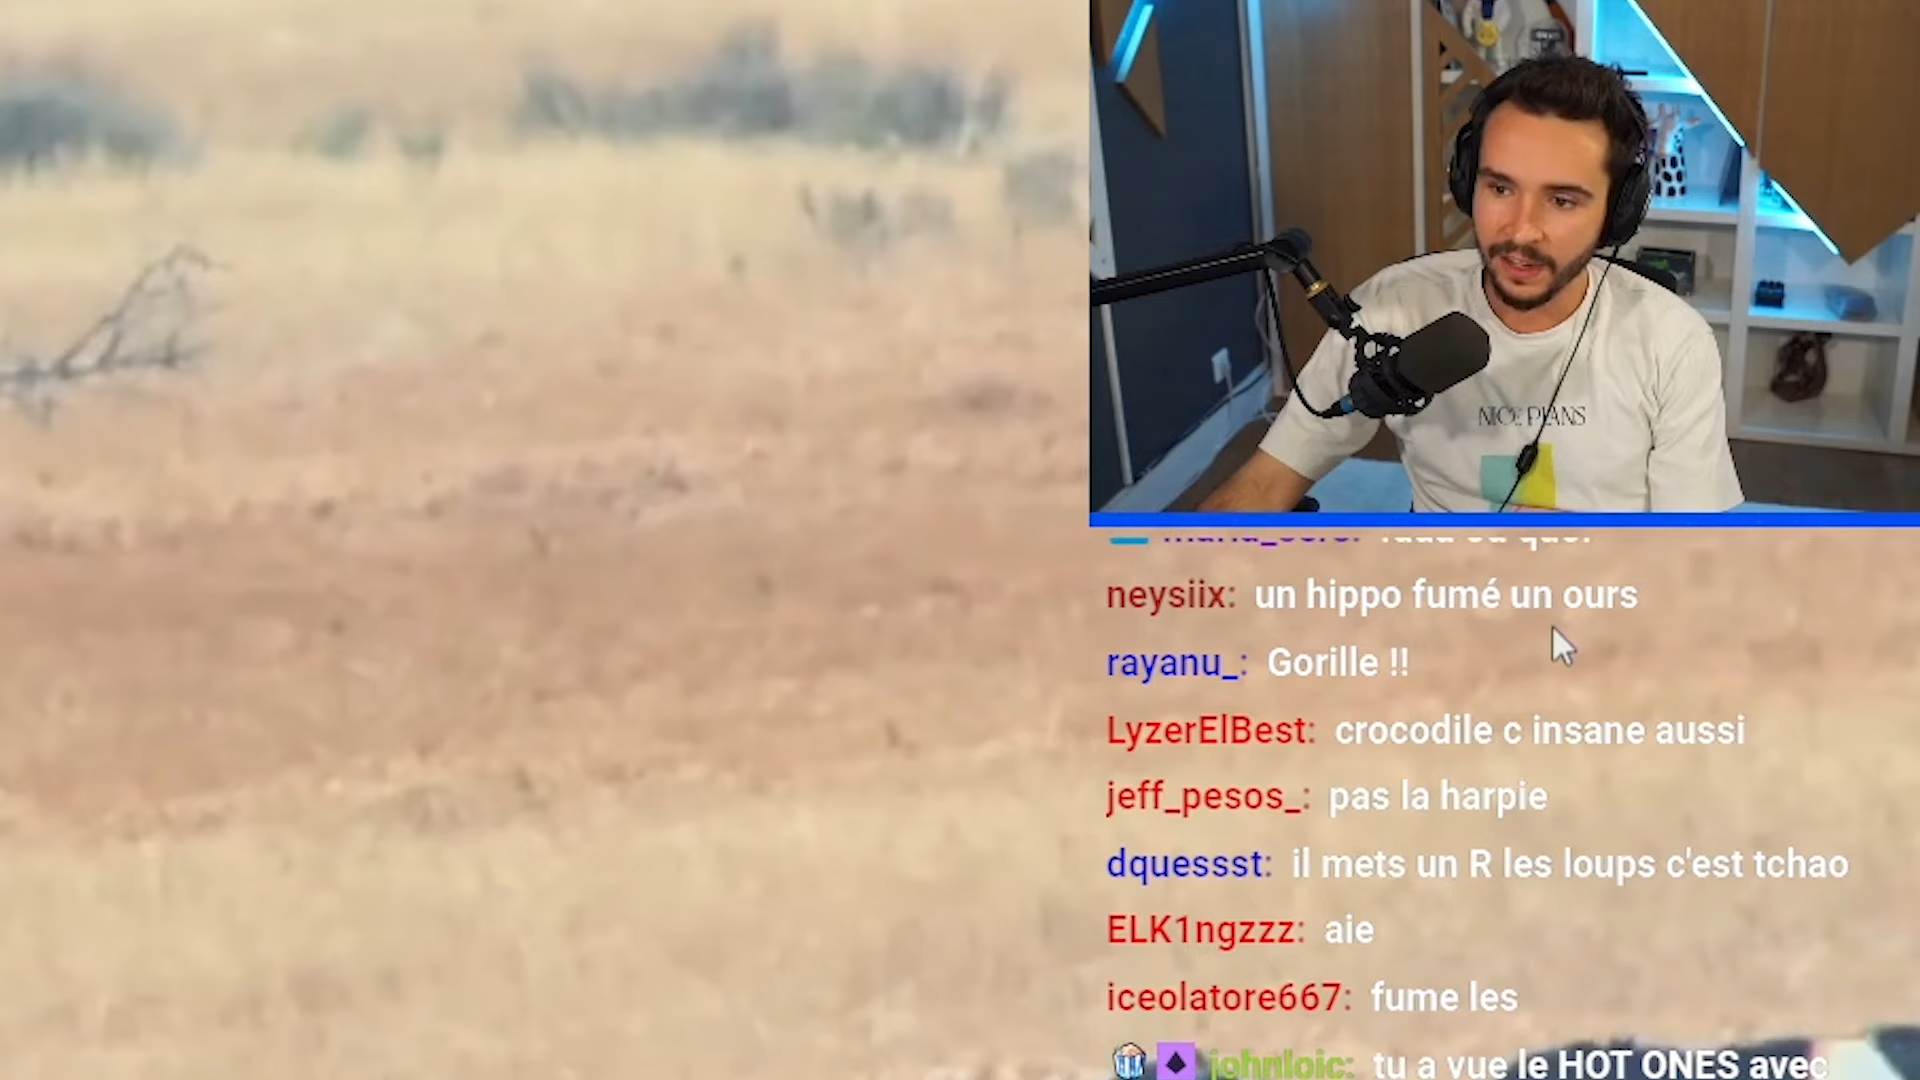 NICE PLANS
neysiix: un hippo fumé un ours
rayanu_: Gorille !!
LyzerElBest: crocodile c insane aussi
jeff_pesos_: pas la harpie
dquessst: il mets un R les loups c'est tchao
ELK1ngzzz: aie
iceolatore667: fume les
johnloic: tu a vue le HOT ONES avec